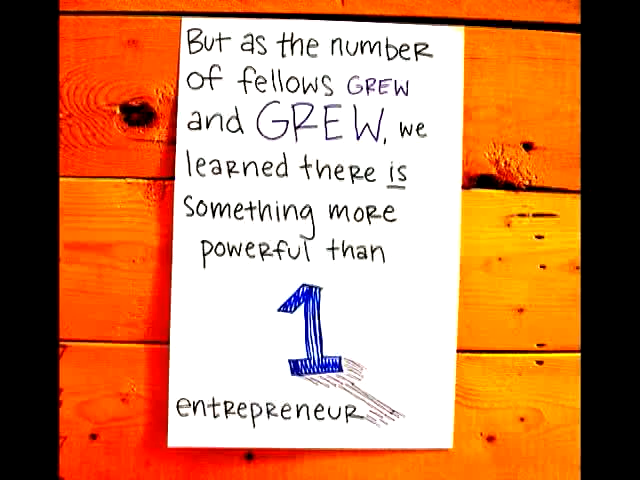 But as the number
of fellows GREW
and GREW, we
learned there is
something more
powerful than
1
entrepreneur